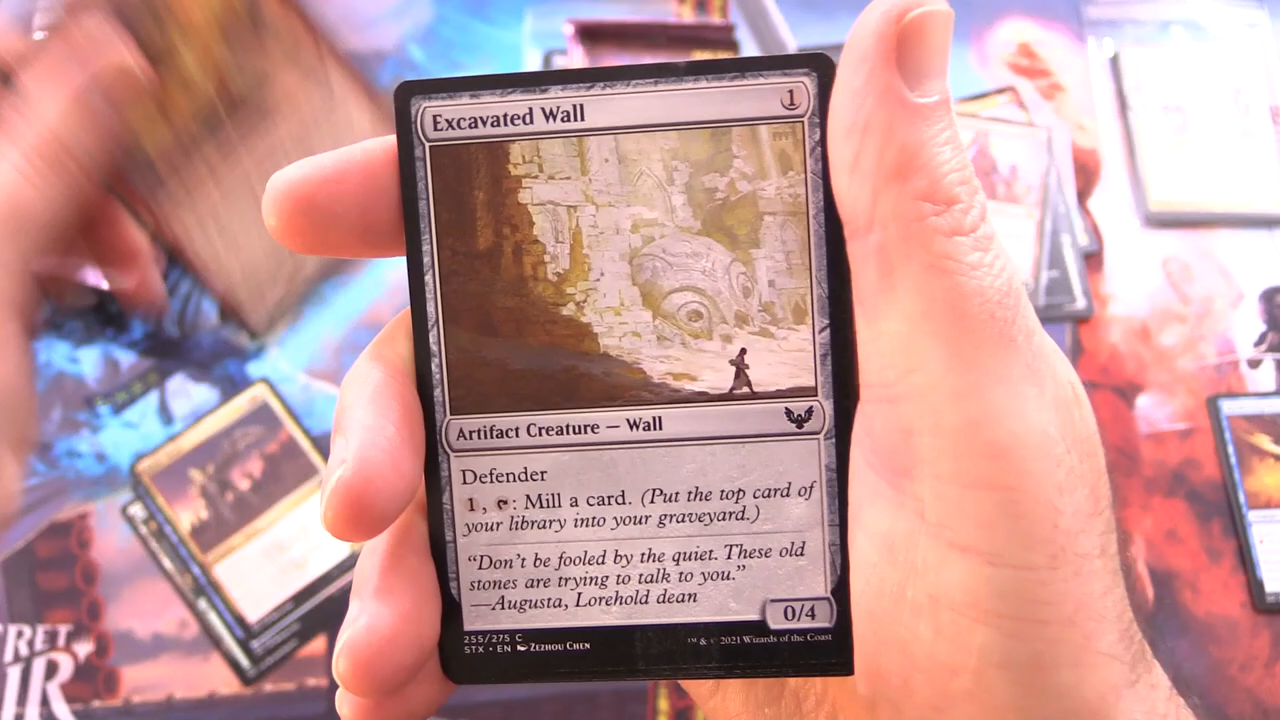 Excavated Wall 1
Artifact Creature — Wall
Defender
1, : Mill a card. (Put the top card of
your library into your graveyard.)
“Don’t be fooled by the quiet. These old
stones are trying to talk to you.”
—Augusta, Lorehold dean
0/4
255/275 C
STX • EN Zezhou Chen
™ & © 2021 Wizards of the Coast
RET
IR